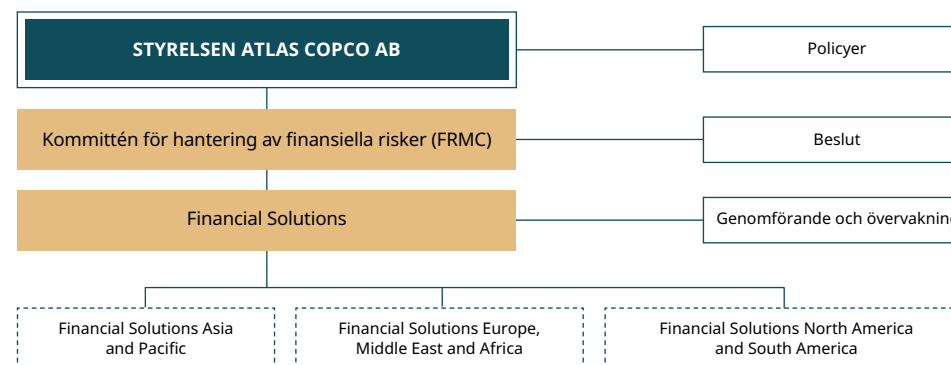 STYRELSEN ATLAS COPCO AB
Policyer
Kommittén för hantering av finansiella risker (FRMC)
Beslut
Financial Solutions
Genomförande och övervakning
Financial Solutions Asia
and Pacific
Financial Solutions Europe,
Middle East and Africa
Financial Solutions North America
and South America